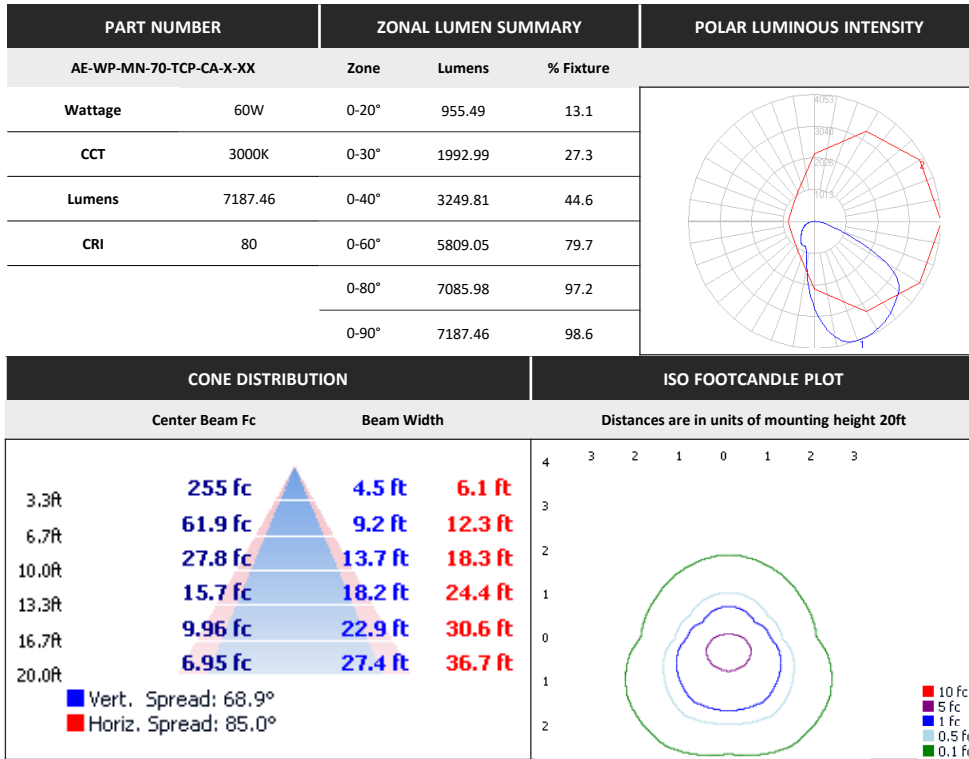 PART NUMBER
ZONAL LUMEN SUMMARY
POLAR LUMINOUS INTENSITY
AE-WP-MN-70-TCP-CA-X-XX
Zone Lumens % Fixture
Wattage 60W 0-20° 955.49 13.1
CCT 3000K 0-30° 1992.99 27.3
Lumens 7187.46 0-40° 3249.81 44.6
CRI 80 0-60° 5809.05 79.7
0-80° 7085.98 97.2
0-90° 7187.46 98.6
4053
3040
2026
1013
2
1
CONE DISTRIBUTION
Center Beam Fc Beam Width
3.3ft 255 fc 4.5 ft 6.1 ft
6.7ft 61.9 fc 9.2 ft 12.3 ft
10.0ft 27.8 fc 13.7 ft 18.3 ft
13.3ft 15.7 fc 18.2 ft 24.4 ft
16.7ft 9.96 fc 22.9 ft 30.6 ft
20.0ft 6.95 fc 27.4 ft 36.7 ft
Vert. Spread: 68.9°
Horiz. Spread: 85.0°
ISO FOOTCANDLE PLOT
Distances are in units of mounting height 20ft
4 3 2 1 0 1 2 3
3
2
1
0
1
2
10 fc
5 fc
1 fc
0.5 fc
0.1 fc